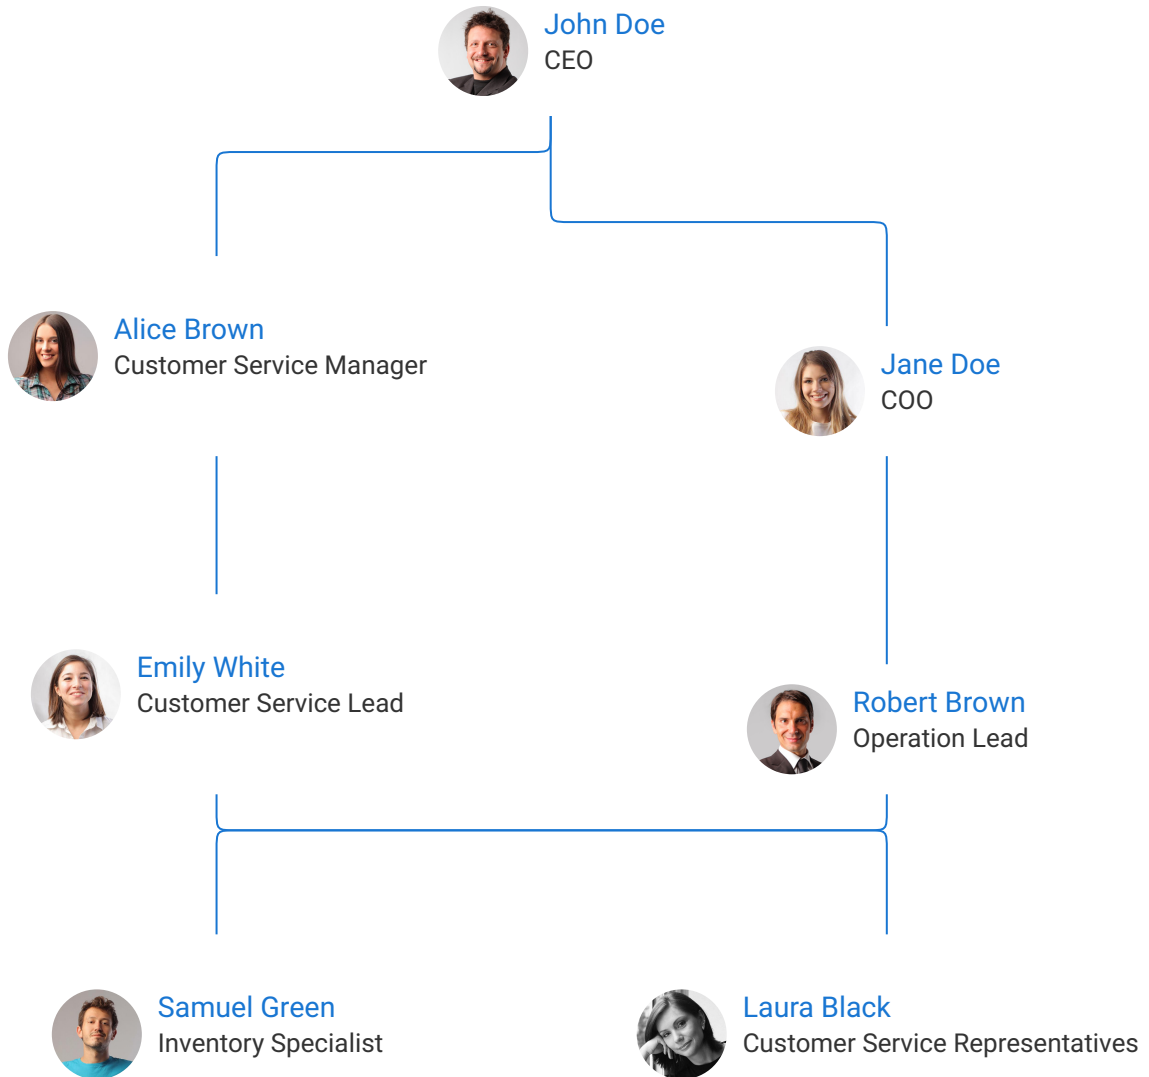 John Doe
CEO
Alice Brown
Customer Service Manager
Jane Doe
COO
Emily White
Customer Service Lead
Robert Brown
Operation Lead
Samuel Green
Inventory Specialist
Laura Black
Customer Service Representatives